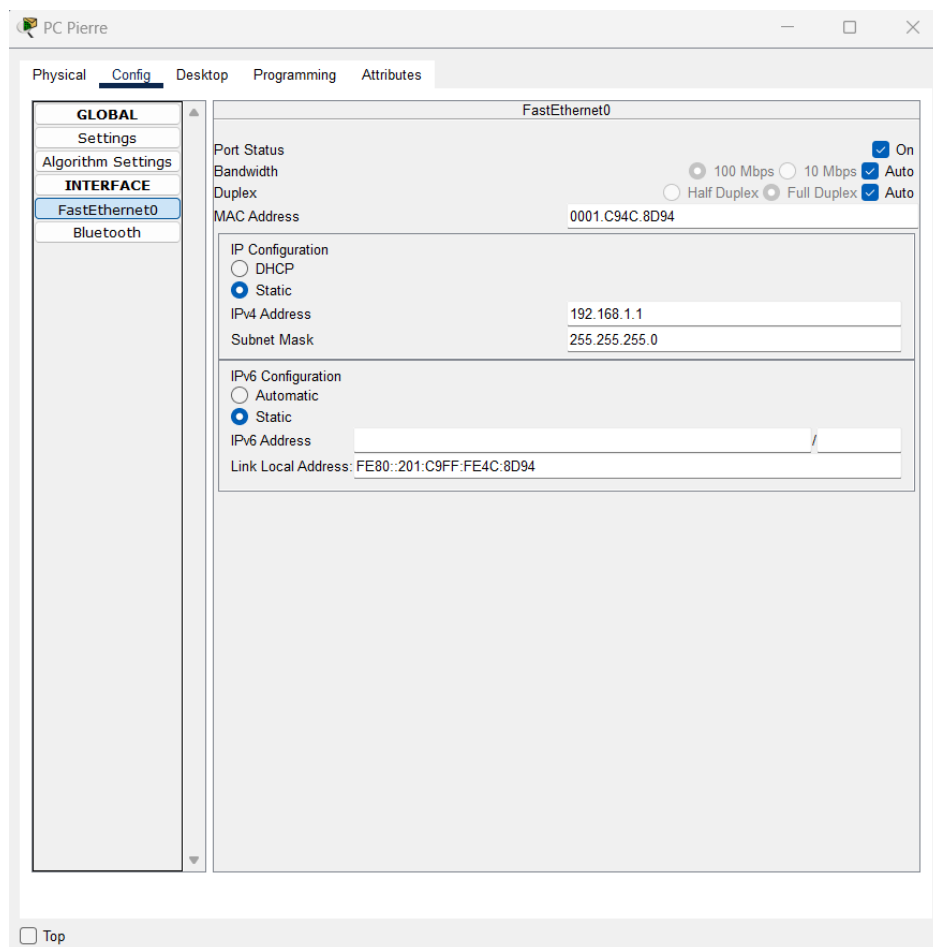 PC Pierre
Physical Config Desktop Programming Attributes
GLOBAL
Settings
Algorithm Settings
INTERFACE
FastEthernet0
Bluetooth
FastEthernet0
Port Status On
Bandwidth 100 Mbps 10 Mbps Auto
Duplex Half Duplex Full Duplex Auto
MAC Address 0001.C94C.8D94
IP Configuration
DHCP
Static
IPv4 Address 192.168.1.1
Subnet Mask 255.255.255.0
IPv6 Configuration
Automatic
Static
IPv6 Address /
Link Local Address: FE80::201:C9FF:FE4C:8D94
Top